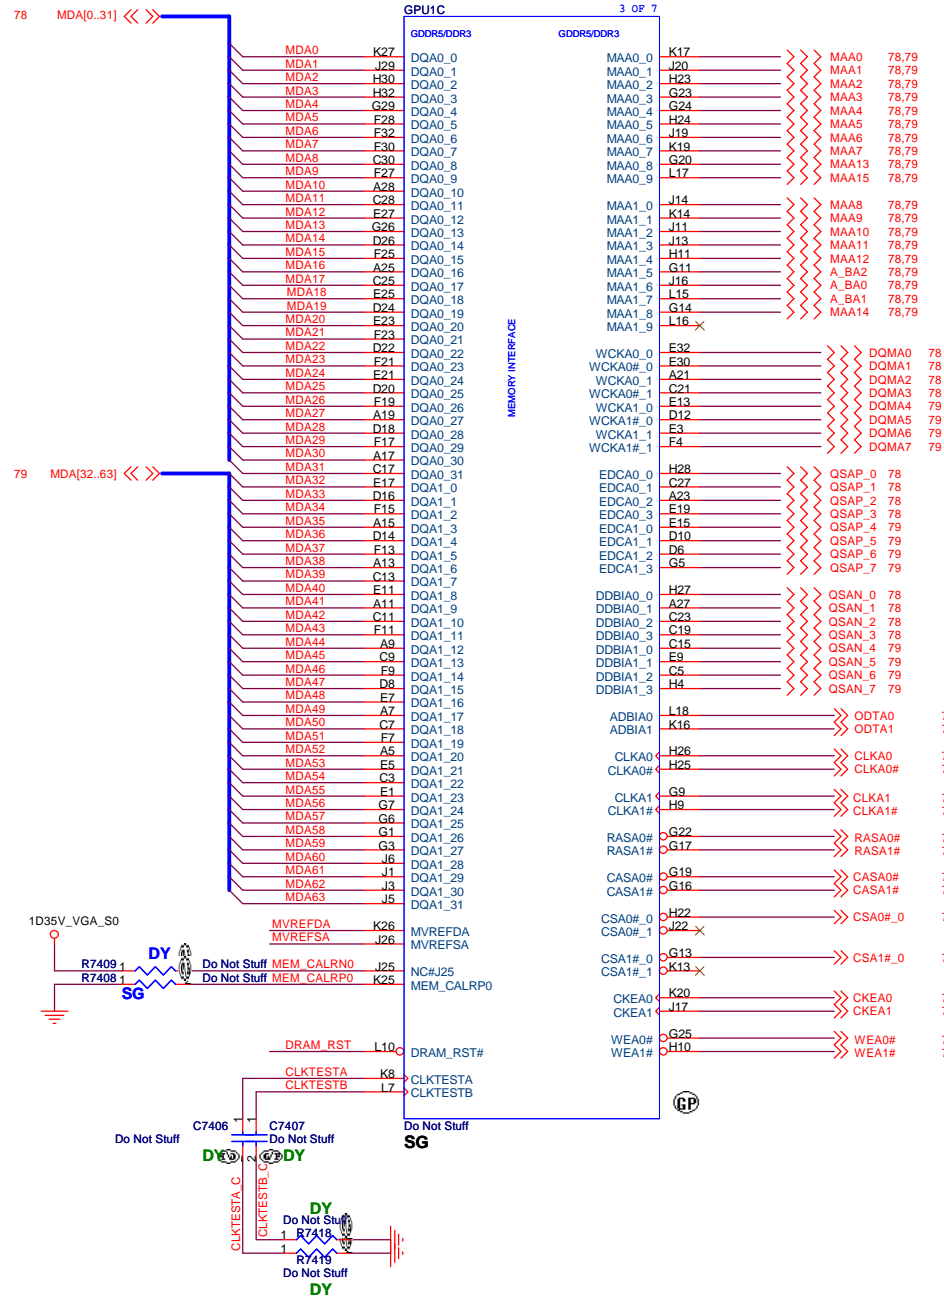 GPU1C 3 OF 7
78 MDA[0..31]
GDDR5/DDR3 GDDR5/DDR3
MDA0 K27 DQA0_0 MAA0_0 K17 MAA0 78,79
MDA1 J29 DQA0_1 MAA0_1 J20 MAA1 78,79
MDA2 H30 DQA0_2 MAA0_2 H23 MAA2 78,79
MDA3 H32 DQA0_3 MAA0_3 G23 MAA3 78,79
MDA4 G29 DQA0_4 MAA0_4 G24 MAA4 78,79
MDA5 F28 DQA0_5 MAA0_5 H24 MAA5 78,79
MDA6 F32 DQA0_6 MAA0_6 J19 MAA6 78,79
MDA7 F30 DQA0_7 MAA0_7 K19 MAA7 78,79
MDA8 C30 DQA0_8 MAA0_8 G20 MAA13 78,79
MDA9 F27 DQA0_9 MAA0_9 L17 MAA15 78,79
MDA10 A28 DQA0_10
MDA11 C28 DQA0_11 MAA1_0 J14 MAA8 78,79
MDA12 E27 DQA0_12 MAA1_1 K14 MAA9 78,79
MDA13 G26 DQA0_13 MAA1_2 J11 MAA10 78,79
MDA14 D26 DQA0_14 MAA1_3 J13 MAA11 78,79
MDA15 F25 DQA0_15 MAA1_4 H11 MAA12 78,79
MDA16 A25 DQA0_16 MAA1_5 G11 A_BA2 78,79
MDA17 C25 DQA0_17 MAA1_6 J16 A_BA0 78,79
MDA18 E25 DQA0_18 MAA1_7 L15 A_BA1 78,79
MDA19 D24 DQA0_19 MAA1_8 G14 MAA14 78,79
MDA20 E23 DQA0_20 MAA1_9 L16
MDA21 F23 DQA0_21
MDA22 D22 DQA0_22 WCKA0_0 E32 DQMA0 78
MDA23 F21 DQA0_23 WCKA0#_0 E30 DQMA1 78
MDA24 E21 DQA0_24 WCKA0_1 A21 DQMA2 78
MDA25 D20 DQA0_25 WCKA0#_1 C21 DQMA3 78
MDA26 F19 DQA0_26 WCKA1_0 E13 DQMA4 79
MDA27 A19 DQA0_27 WCKA1#_0 D12 DQMA5 79
MDA28 D18 DQA0_28 WCKA1_1 E3 DQMA6 79
MDA29 F17 DQA0_29 WCKA1#_1 F4 DQMA7 79
MDA30 A17 DQA0_30
MEMORY INTERFACE
79 MDA[32..63]
MDA31 C17 DQA0_31 EDCA0_0 H28 QSAP_0 78
MDA32 E17 DQA1_0 EDCA0_1 C27 QSAP_1 78
MDA33 D16 DQA1_1 EDCA0_2 A23 QSAP_2 78
MDA34 F15 DQA1_2 EDCA0_3 E19 QSAP_3 78
MDA35 A15 DQA1_3 EDCA1_0 E15 QSAP_4 79
MDA36 D14 DQA1_4 EDCA1_1 D10 QSAP_5 79
MDA37 F13 DQA1_5 EDCA1_2 D6 QSAP_6 79
MDA38 A13 DQA1_6 EDCA1_3 G5 QSAP_7 79
MDA39 C13 DQA1_7
MDA40 E11 DQA1_8 DDBIA0_0 H27 QSAN_0 78
MDA41 A11 DQA1_9 DDBIA0_1 A27 QSAN_1 78
MDA42 C11 DQA1_10 DDBIA0_2 C23 QSAN_2 78
MDA43 F11 DQA1_11 DDBIA0_3 C19 QSAN_3 78
MDA44 A9 DQA1_12 DDBIA1_0 C15 QSAN_4 79
MDA45 C9 DQA1_13 DDBIA1_1 E9 QSAN_5 79
MDA46 F9 DQA1_14 DDBIA1_2 C5 QSAN_6 79
MDA47 D8 DQA1_15 DDBIA1_3 H4 QSAN_7 79
MDA48 E7 DQA1_16
MDA49 A7 DQA1_17 ADBIA0 L18 ODTA0 7
MDA50 C7 DQA1_18 ADBIA1 K16 ODTA1 7
MDA51 F7 DQA1_19
MDA52 A5 DQA1_20 CLKA0 H26 CLKA0 7
MDA53 E5 DQA1_21 CLKA0# H25 CLKA0# 7
MDA54 C3 DQA1_22
MDA55 E1 DQA1_23 CLKA1 G9 CLKA1 7
MDA56 G7 DQA1_24 CLKA1# H9 CLKA1# 7
MDA57 G6 DQA1_25
MDA58 G1 DQA1_26 RASA0# G22 RASA0# 7
MDA59 G3 DQA1_27 RASA1# G17 RASA1# 7
MDA60 J6 DQA1_28
MDA61 J1 DQA1_29 CASA0# G19 CASA0# 7
MDA62 J3 DQA1_30 CASA1# G16 CASA1# 7
MDA63 J5 DQA1_31
1D35V_VGA_S0
CSA0#_0 H22 CSA0#_0 7
MVREFDA K26 MVREFDA CSA0#_1 J22
MVREFSA J26 MVREFSA
DY
CSA1#_0 G13 CSA1#_0 7
R7409 1 Do Not Stuff MEM_CALRN0 J25 NC#J25 CSA1#_1 K13
R7408 1 Do Not Stuff MEM_CALRP0 K25 MEM_CALRP0
SG
CKEA0 K20 CKEA0 7
CKEA1 J17 CKEA1 7
WEA0# G25 WEA0# 7
DRAM_RST L10 DRAM_RST# WEA1# H10 WEA1# 7
CLKTESTA K8 CLKTESTA
CLKTESTB L7 CLKTESTB
GP
1 1
C7406 C7407
Do Not Stuff Do Not Stuff
Do Not Stuff
SG
DY 2 DY
CLKTESTA_C
CLKTESTB_C
DY
Do Not Stuff
1 R7418
1 R7419
Do Not Stuff
DY